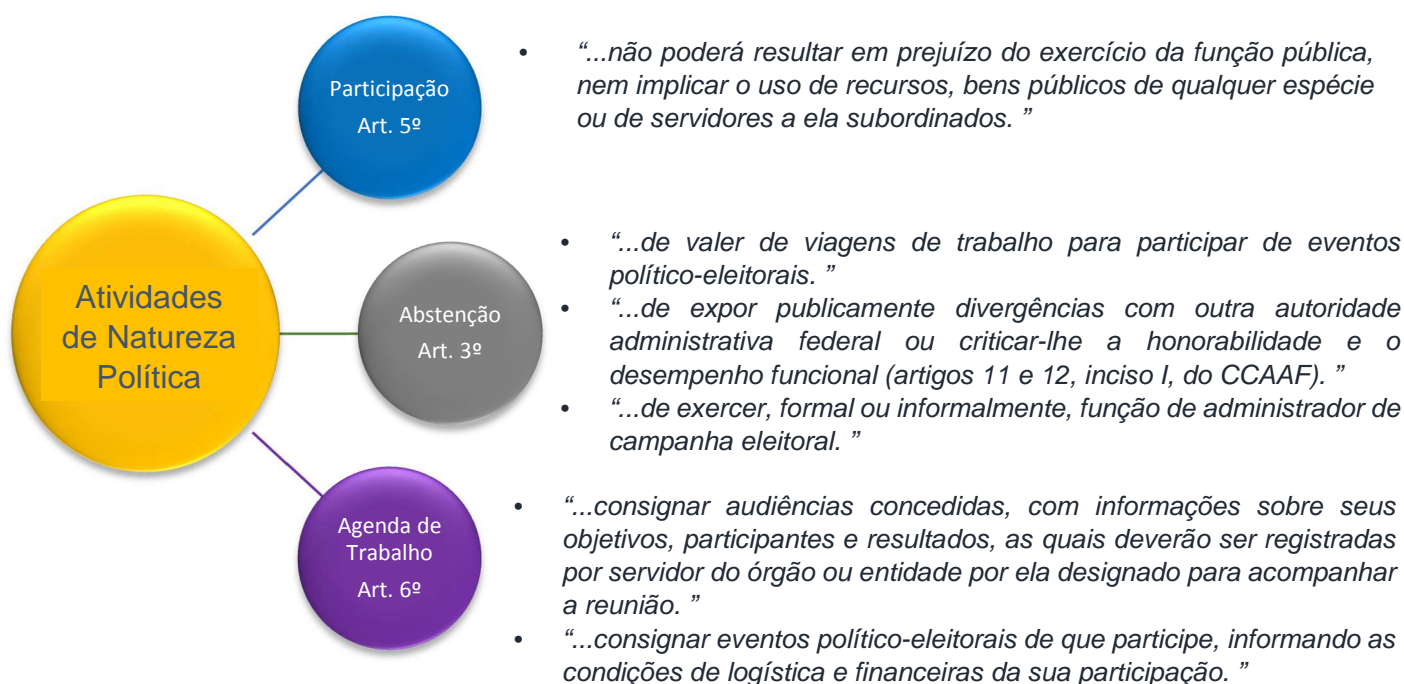 Atividades
de Natureza
Política
Participação
Art. 5º
• “...não poderá resultar em prejuízo do exercício da função pública,
nem implicar o uso de recursos, bens públicos de qualquer espécie
ou de servidores a ela subordinados. ”
Abstenção
Art. 3º
• “...de valer de viagens de trabalho para participar de eventos
político-eleitorais. ”
• “...de expor publicamente divergências com outra autoridade
administrativa federal ou criticar-lhe a honorabilidade e o
desempenho funcional (artigos 11 e 12, inciso I, do CCAAF). ”
• “...de exercer, formal ou informalmente, função de administrador de
campanha eleitoral. ”
Agenda de
Trabalho
Art. 6º
• “...consignar audiências concedidas, com informações sobre seus
objetivos, participantes e resultados, as quais deverão ser registradas
por servidor do órgão ou entidade por ela designado para acompanhar
a reunião. ”
• “...consignar eventos político-eleitorais de que participe, informando as
condições de logística e financeiras da sua participação. ”